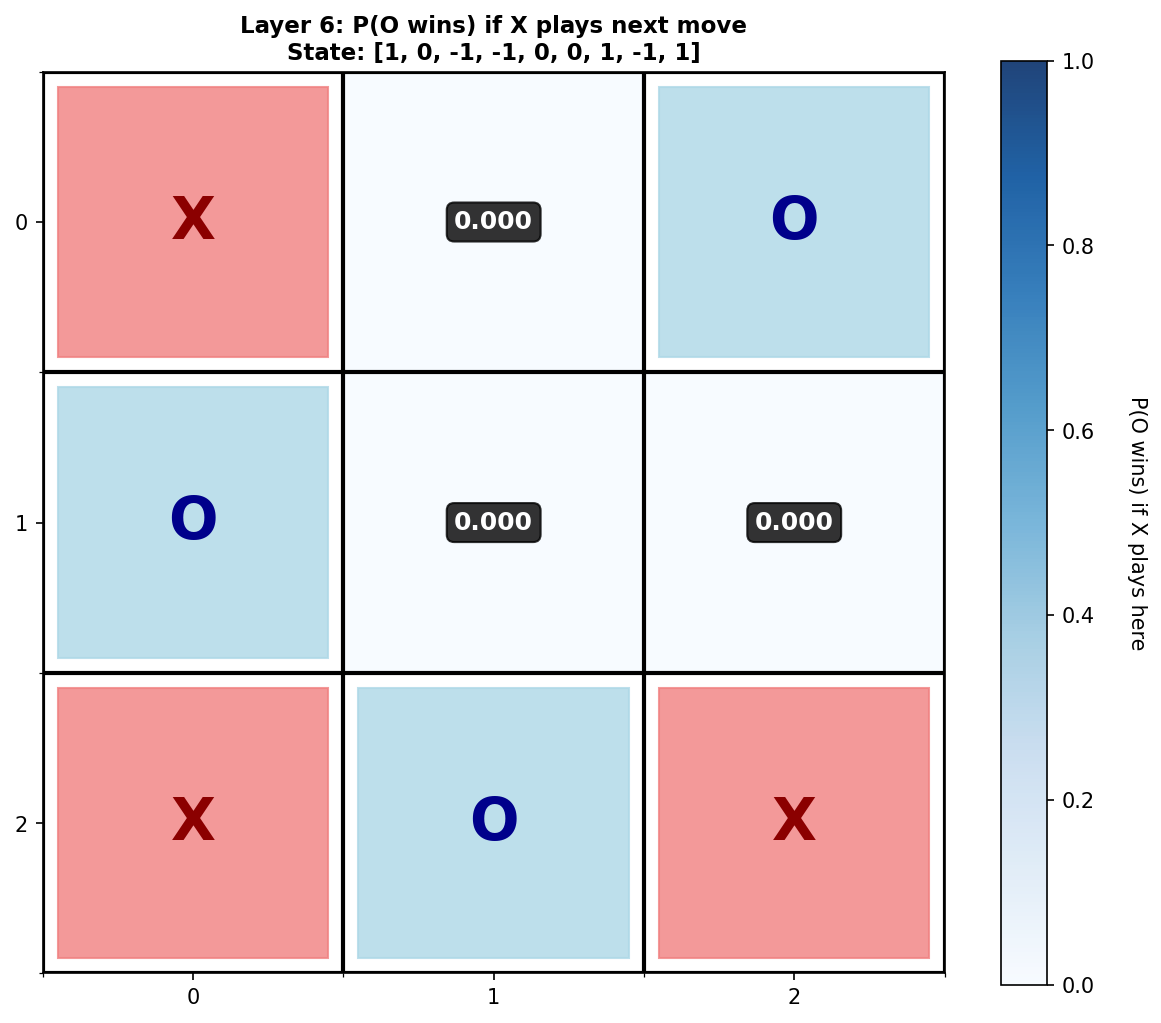 Layer 6: P(O wins) if X plays next move
State: [1, 0, -1, -1, 0, 0, 1, -1, 1]
0
X
0.000
O
1
O
0.000
0.000
2
X
O
X
0
1
2
1.0
0.8
0.6
0.4
0.2
0.0
P(O wins) if X plays here